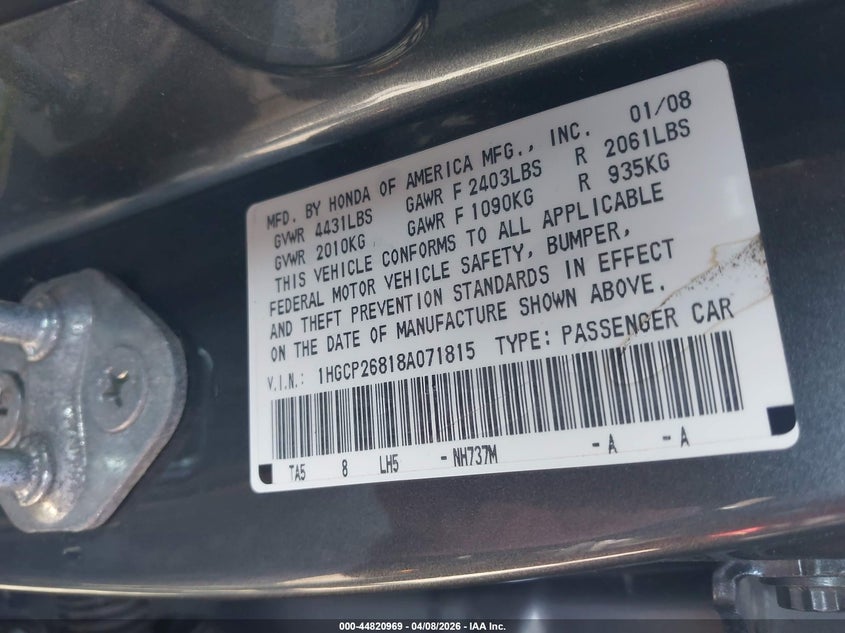 MFD. BY HONDA OF AMERICA MFG., INC. 01/08
GVWR 4431LBS GAWR F 2403LBS R 2061LBS
GVWR 2010KG GAWR F 1090KG R 935KG
THIS VEHICLE CONFORMS TO ALL APPLICABLE
FEDERAL MOTOR VEHICLE SAFETY, BUMPER,
AND THEFT PREVENTION STANDARDS IN EFFECT
ON THE DATE OF MANUFACTURE SHOWN ABOVE.
V.I.N.: 1HGCP26818A071815 TYPE: PASSENGER CAR
TA5 8 LH5 -NH737M -A -A
000-44820969 | 04/08/2026 | IAA Inc.